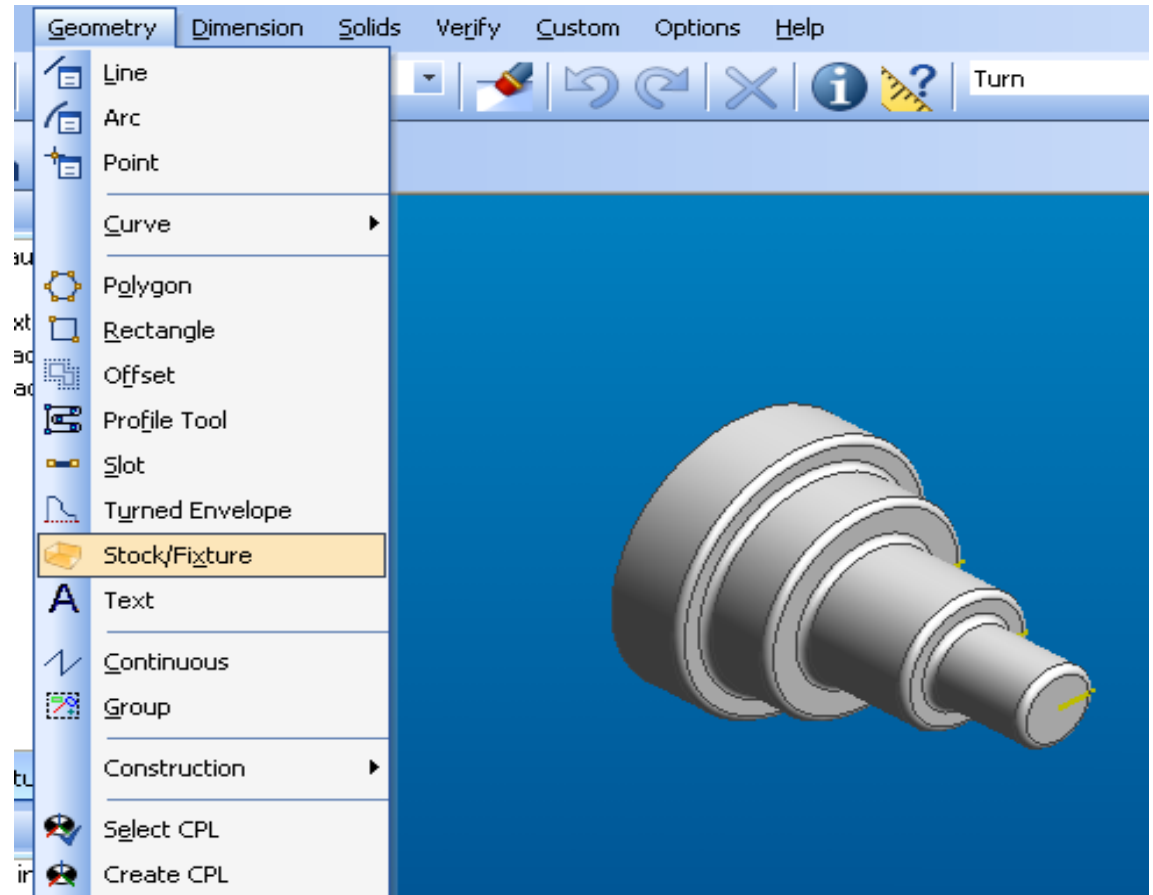 Geometry Dimension Solids Verify Custom Options Help
Line
Turn
Arc
Point
Curve
Polygon
Rectangle
Offset
Profile Tool
Slot
Turned Envelope
Stock/Fixture
Text
Continuous
Group
Construction
Select CPL
Create CPL